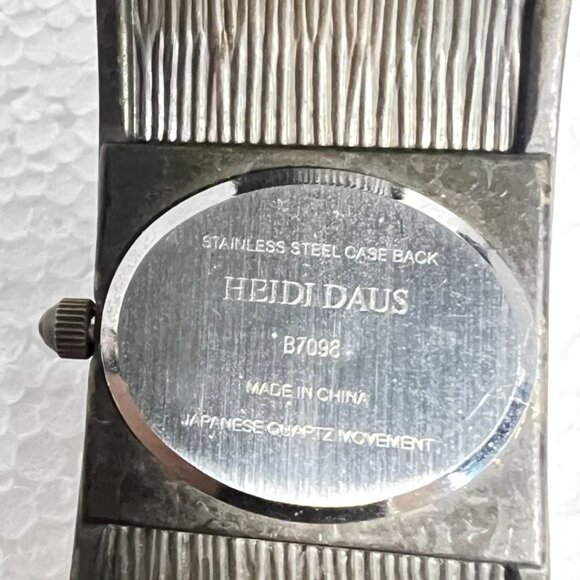 STAINLESS STEEL CASE BACK
HEIDI DAUS
B7098
MADE IN CHINA
JAPANESE QUARTZ MOVEMENT